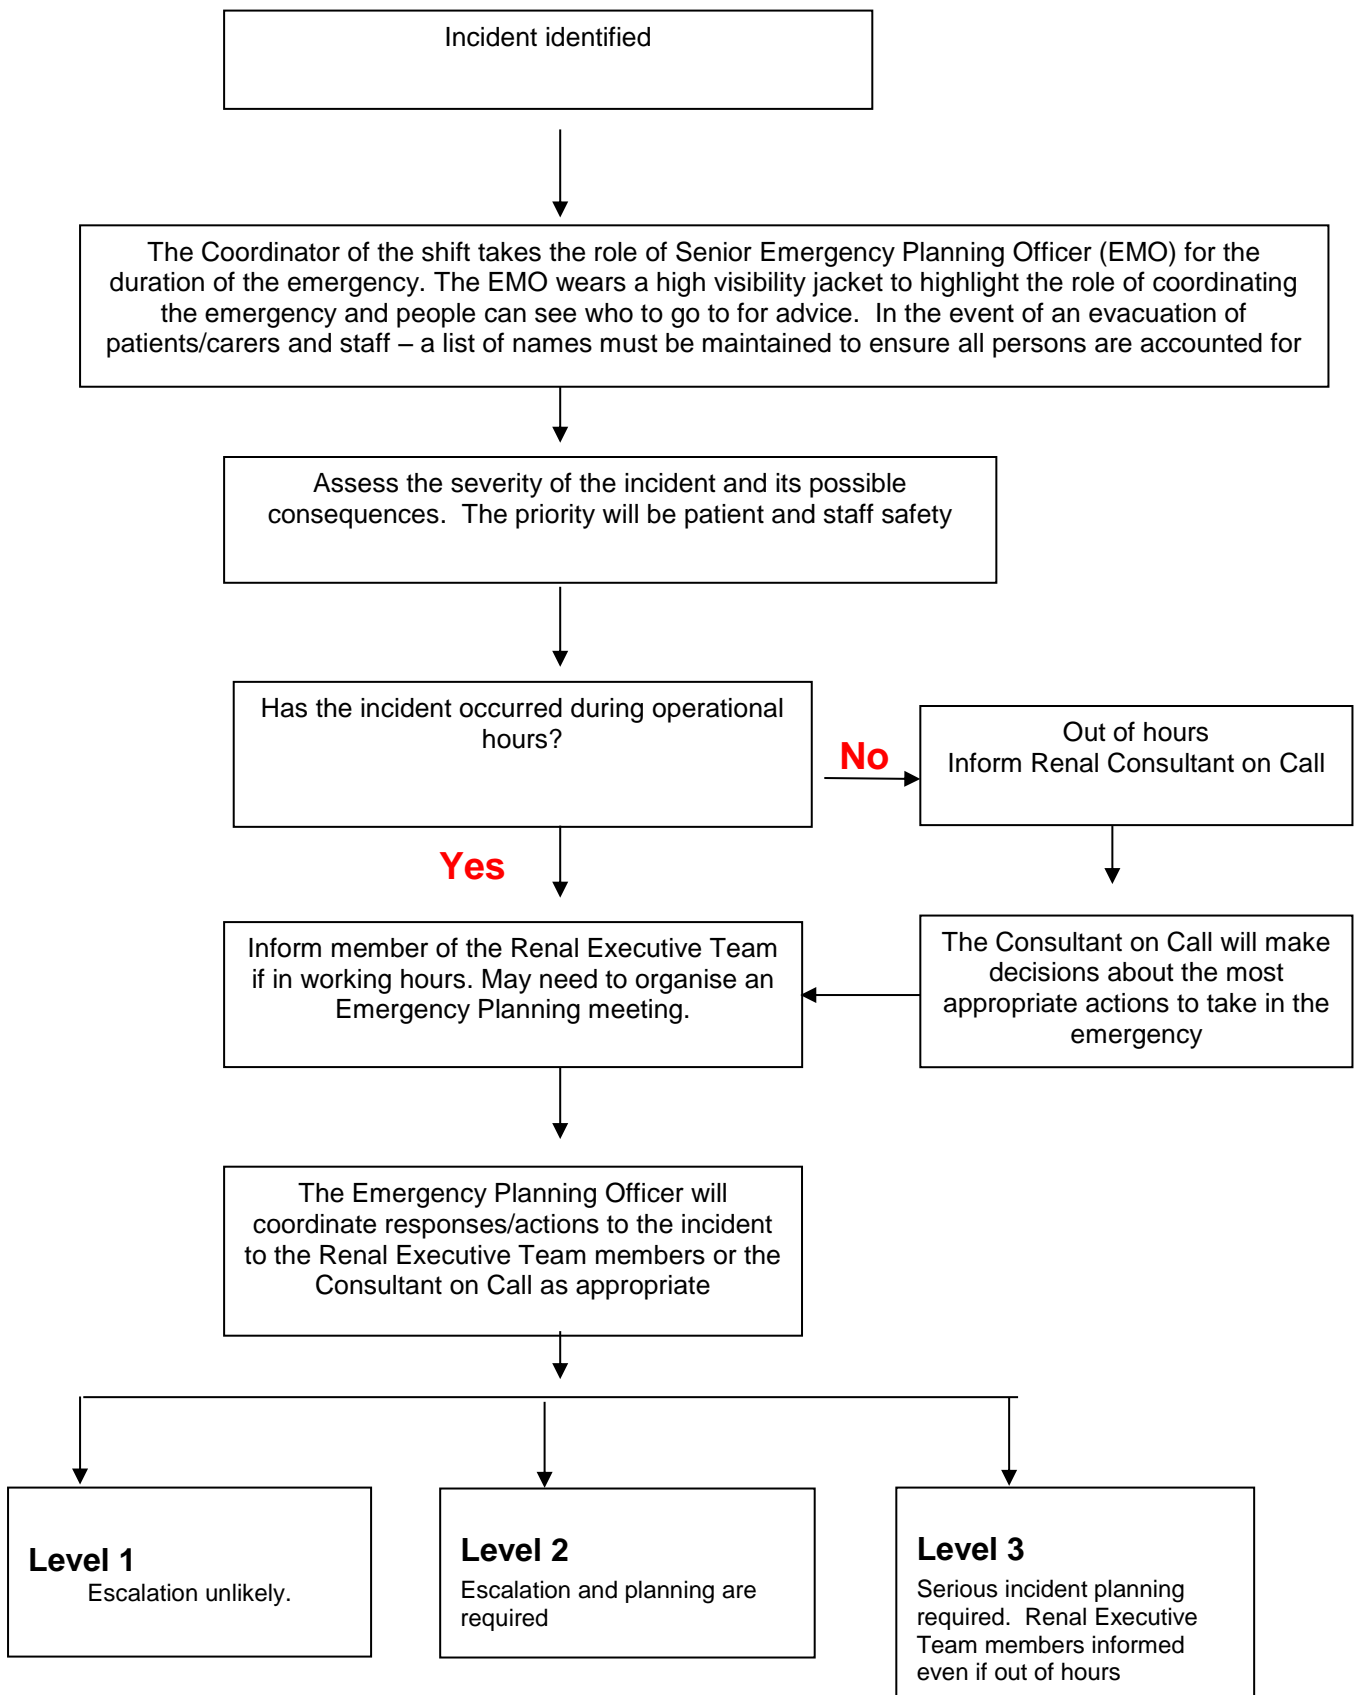 Incident identified
The Coordinator of the shift takes the role of Senior Emergency Planning Officer (EMO) for the
duration of the emergency. The EMO wears a high visibility jacket to highlight the role of coordinating
the emergency and people can see who to go to for advice.  In the event of an evacuation of
patients/carers and staff – a list of names must be maintained to ensure all persons are accounted for
Assess the severity of the incident and its possible
consequences.  The priority will be patient and staff safety
Has the incident occurred during operational
hours?
No
Out of hours
Inform Renal Consultant on Call
Yes
Inform member of the Renal Executive Team
if in working hours. May need to organise an
Emergency Planning meeting.
The Consultant on Call will make
decisions about the most
appropriate actions to take in the
emergency
The Emergency Planning Officer will
coordinate responses/actions to the incident
to the Renal Executive Team members or the
Consultant on Call as appropriate
Level 1
Escalation unlikely.
Level 2
Escalation and planning are
required
Level 3
Serious incident planning
required.  Renal Executive
Team members informed
even if out of hours